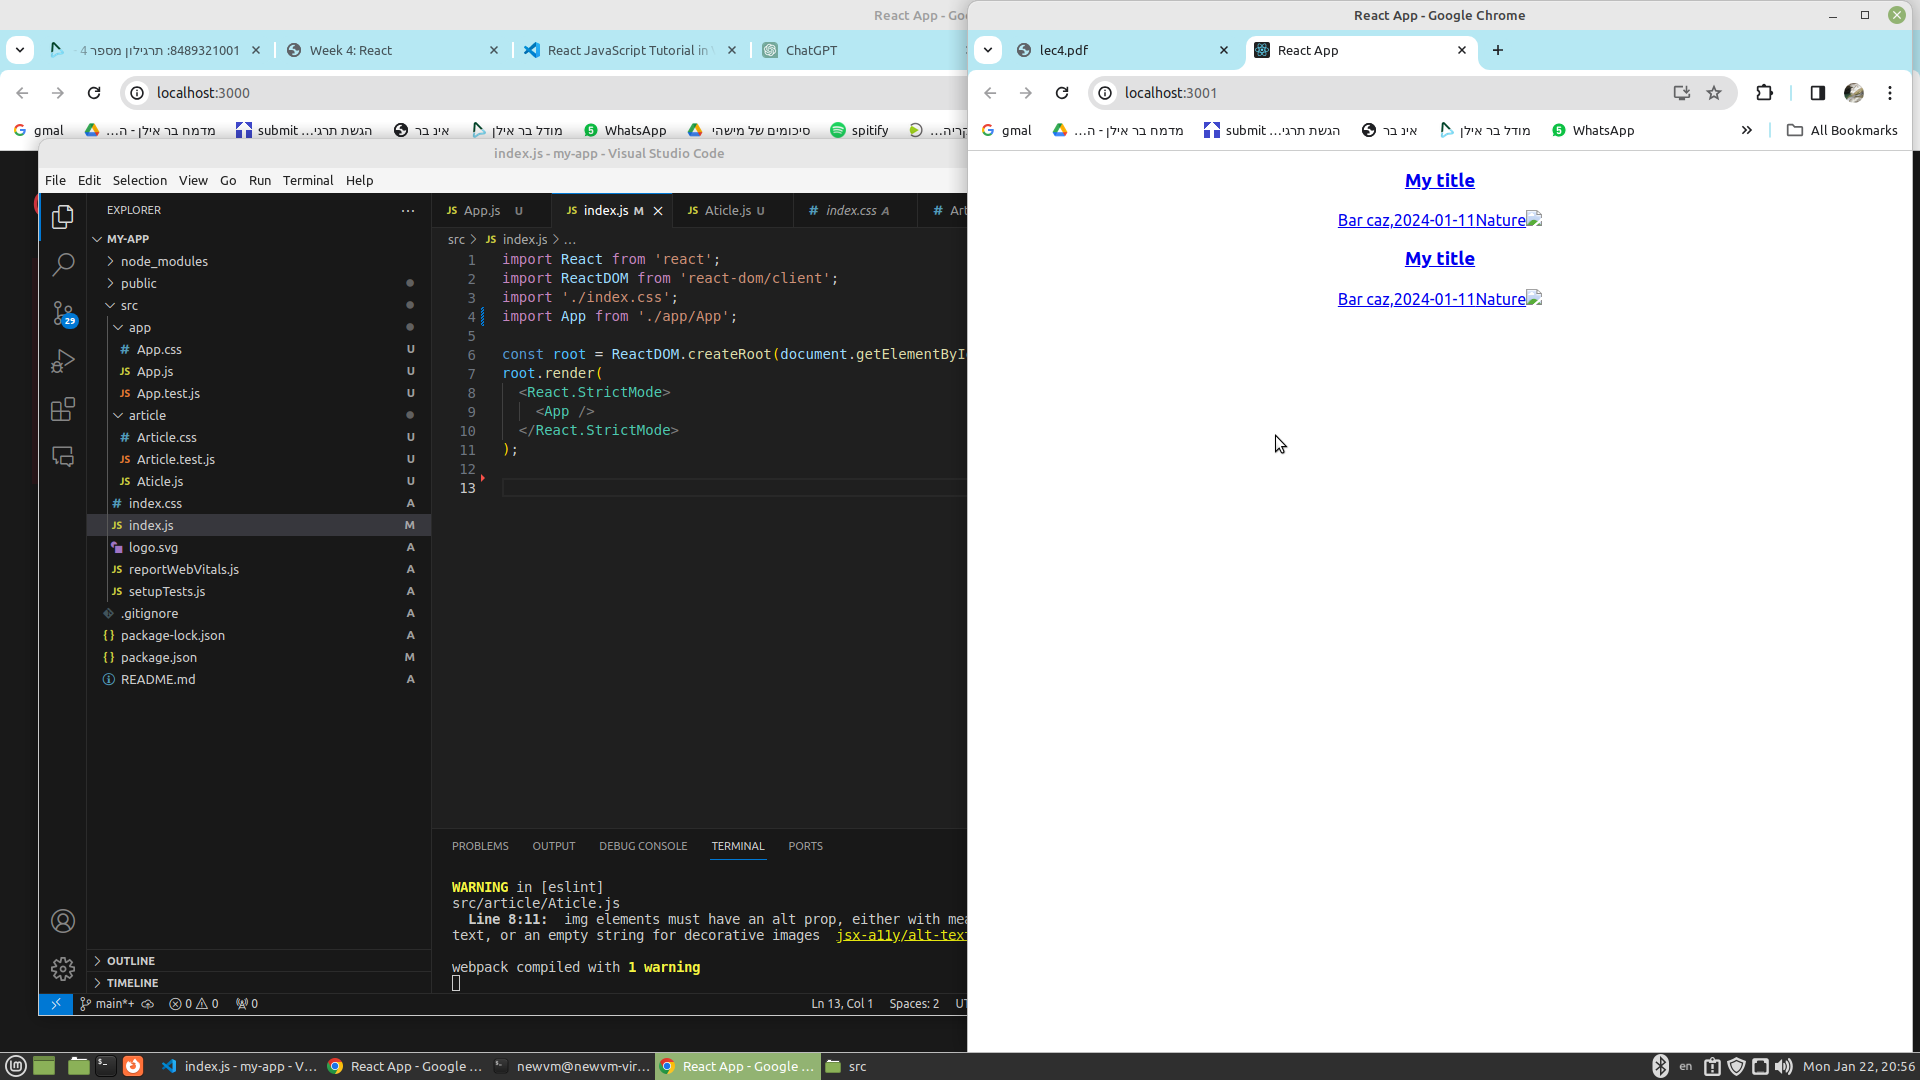 React App - Goo
8489321001: תרגילון מספר 4
Week 4: React
React JavaScript Tutorial in
ChatGPT
localhost:3000
gmal
מדמח בר אילן - ה...
submit הגשת תרגי...
אינ בר
מודל בר אילן
WhatsApp
סיכומים של מישהי
spitify
קריה...
index.js - my-app - Visual Studio Code
File Edit Selection View Go Run Terminal Help
EXPLORER
MY-APP
node_modules
public
src
app
App.css U
App.js U
App.test.js U
article
Article.css U
Article.test.js U
Aticle.js U
index.css A
index.js M
logo.svg A
reportWebVitals.js A
setupTests.js A
.gitignore A
package-lock.json A
package.json M
README.md A
OUTLINE
TIMELINE
29
App.js U
index.js M
Aticle.js U
index.css A
Art
src > index.js > ...
1 import React from 'react';
2 import ReactDOM from 'react-dom/client';
3 import './index.css';
4 import App from './app/App';
5
6 const root = ReactDOM.createRoot(document.getElementByI
7 root.render(
8 <React.StrictMode>
9 <App />
10 </React.StrictMode>
11 );
12
13
PROBLEMS OUTPUT DEBUG CONSOLE TERMINAL PORTS
WARNING in [eslint]
src/article/Aticle.js
Line 8:11: img elements must have an alt prop, either with mea
text, or an empty string for decorative images jsx-a11y/alt-text
webpack compiled with 1 warning
main*+ 0 0 0
Ln 13, Col 1 Spaces: 2 UT
React App - Google Chrome
lec4.pdf
React App
localhost:3001
gmal
מדמח בר אילן - ה...
submit הגשת תרגי...
אינ בר
מודל בר אילן
WhatsApp
All Bookmarks
My title
Bar caz,2024-01-11Nature
My title
Bar caz,2024-01-11Nature
index.js - my-app - V...
React App - Google ...
newvm@newvm-vir...
React App - Google ...
src
en
Mon Jan 22, 20:56